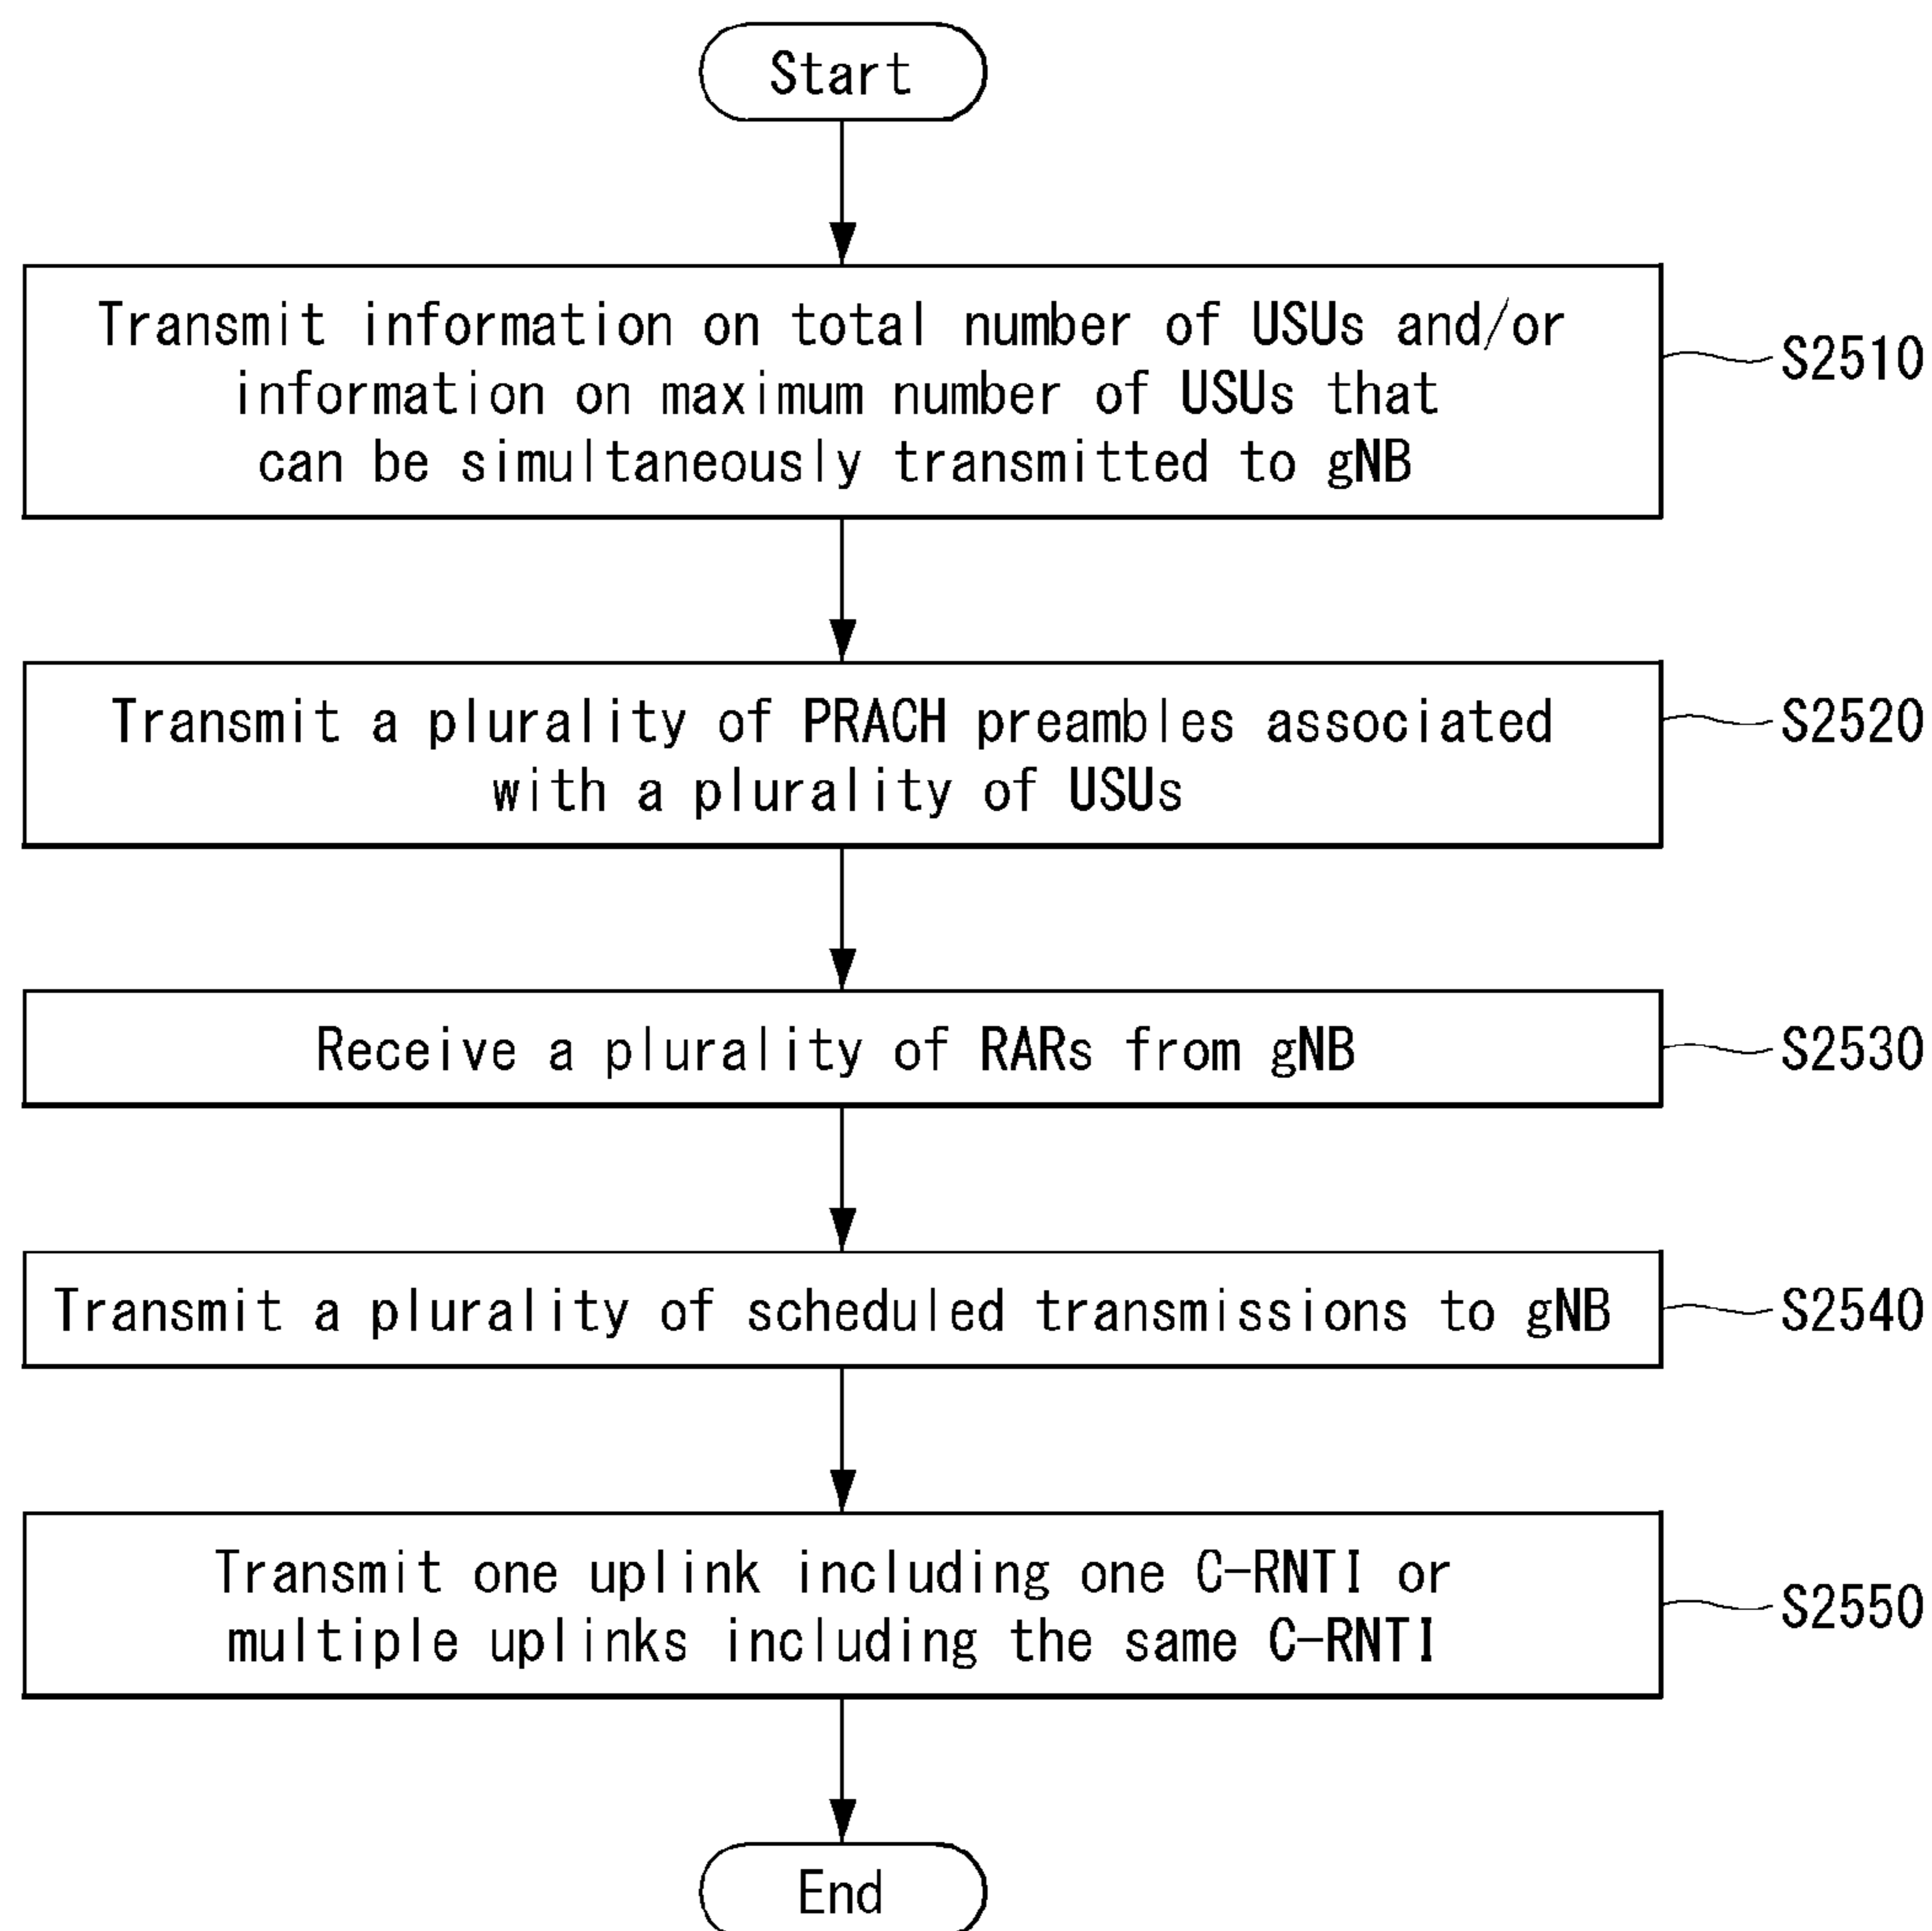 Start
Transmit information on total number of USUs and/or
information on maximum number of USUs that
can be simultaneously transmitted to gNB
S2510
Transmit a plurality of PRACH preambles associated
with a plurality of USUs
S2520
Receive a plurality of RARs from gNB
S2530
Transmit a plurality of scheduled transmissions to gNB
S2540
Transmit one uplink including one C-RNTI or
multiple uplinks including the same C-RNTI
S2550
End